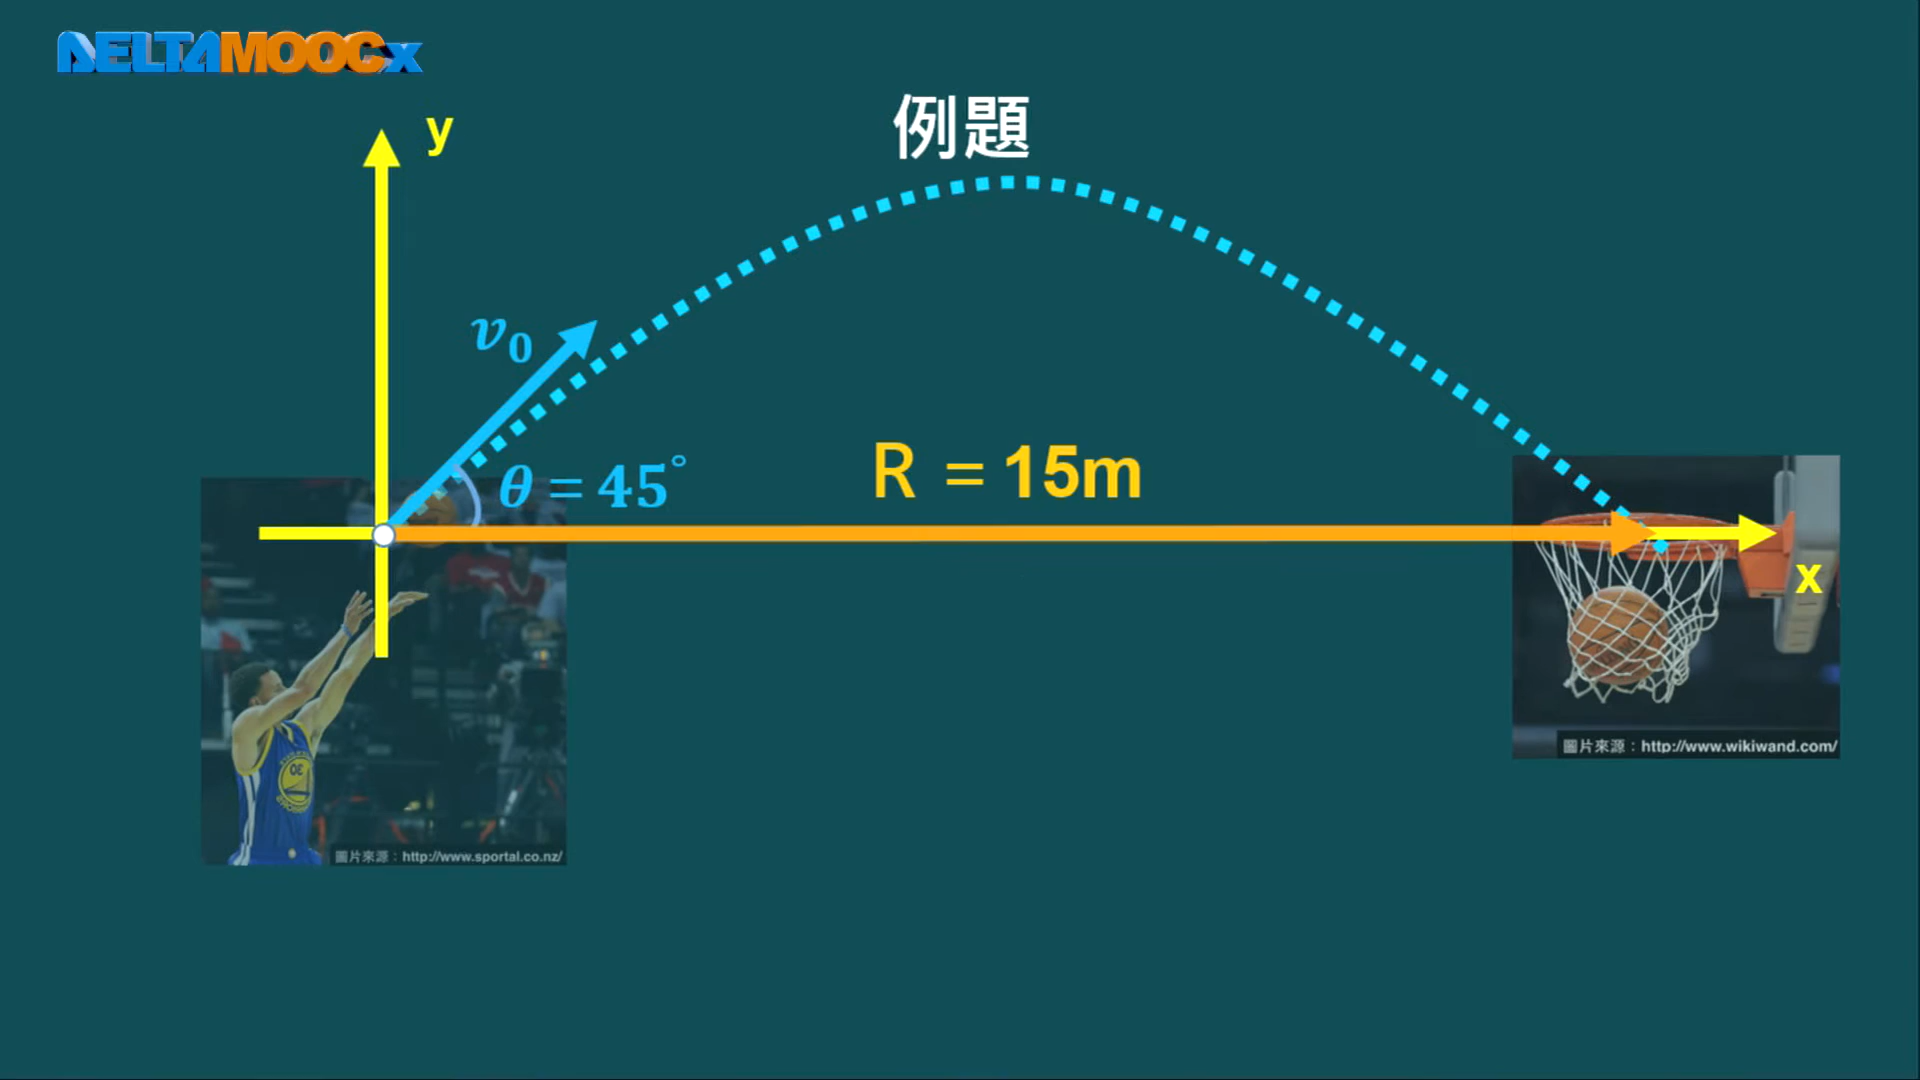 DELTAMOOCx
例題
y
v₀
θ = 45°
R = 15m
x
圖片來源：http://www.wikiwand.com/
30
圖片來源：http://www.sportal.co.nz/